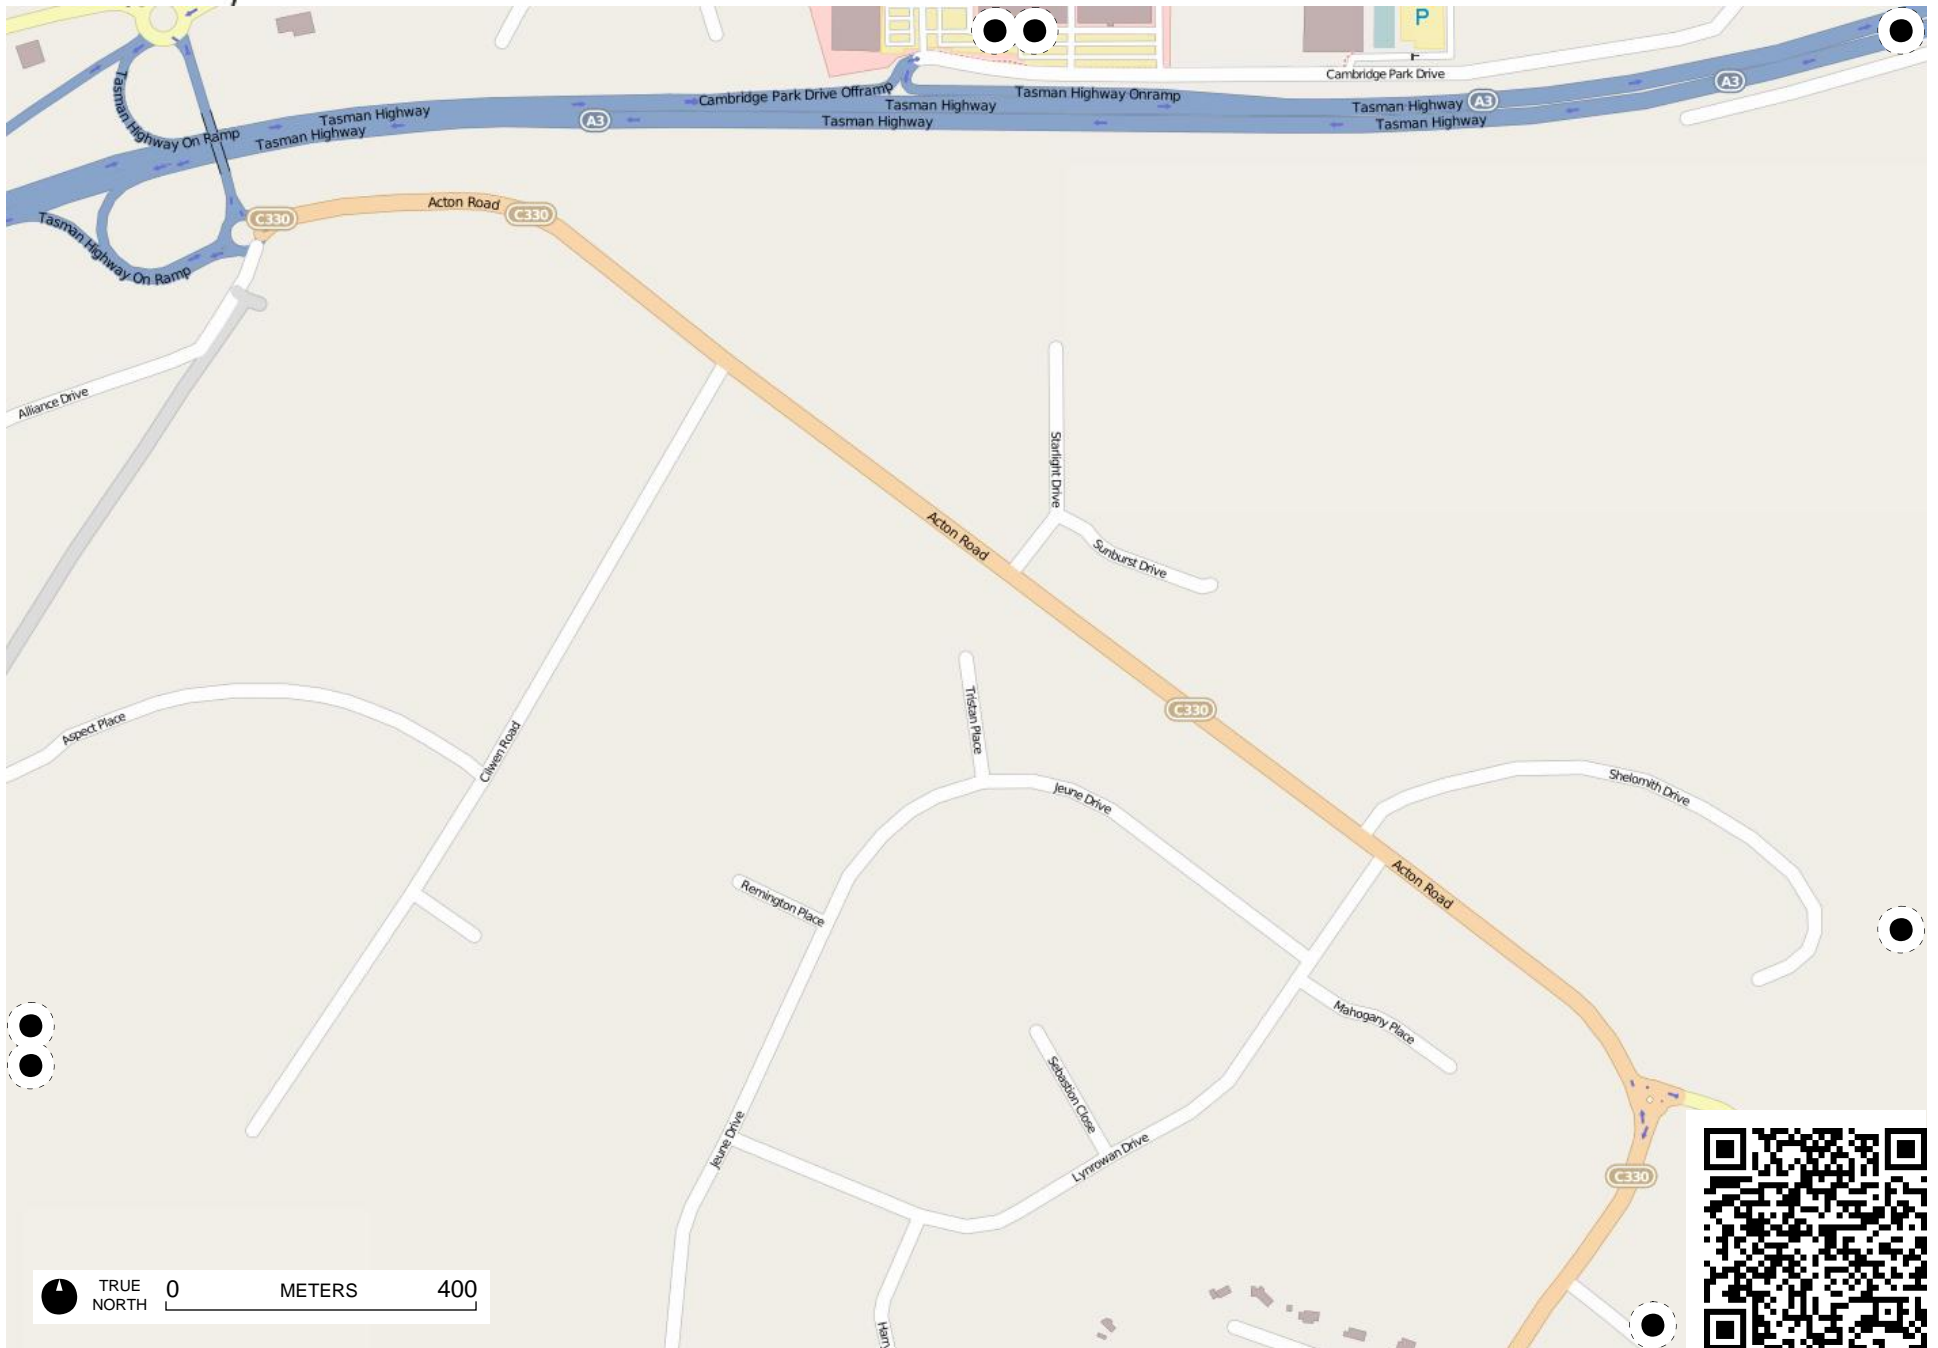 P
Cambridge Park Drive
A3
Cambridge Park Drive Offramp
Tasman Highway Onramp
Tasman Highway
Tasman Highway
A3
Tasman Highway
Tasman Highway
A3
Tasman Highway
Tasman Highway
Tasman Highway On Ramp
Tasman Highway
Acton Road
C330
C330
Tasman Highway On Ramp
Alliance Drive
Starlight Drive
Acton Road
Sunburst Drive
Tristan Place
C330
Aspect Place
Cilwen Road
Jeune Drive
Shelomith Drive
Acton Road
Remington Place
Mahogany Place
Sebastion Close
Jeune Drive
Lynrowan Drive
C330
TRUE
NORTH
0
METERS
400